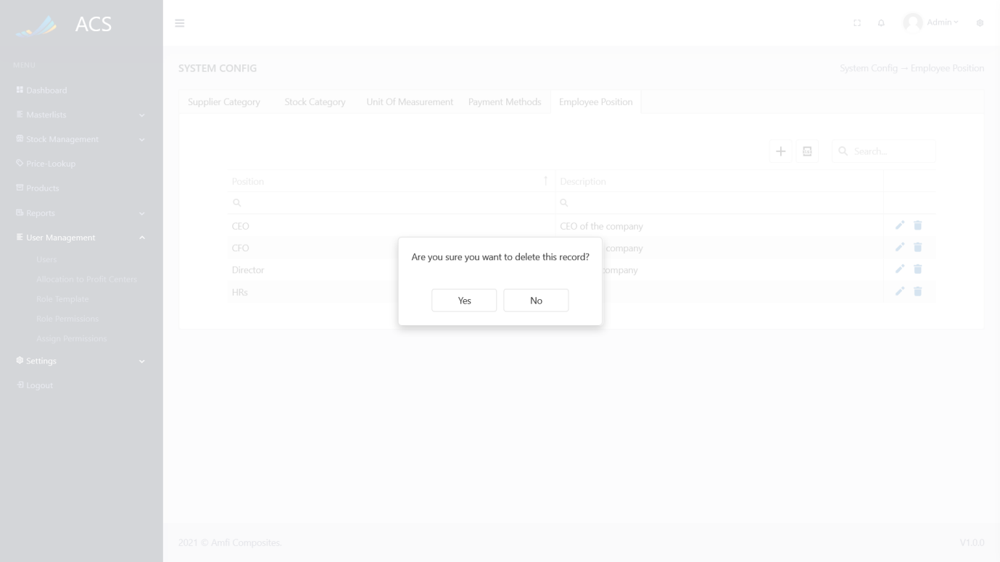 ACS
Admin
MENU
SYSTEM CONFIG
System Config → Employee Position
Dashboard
Supplier Category Stock Category Unit Of Measurement Payment Methods Employee Position
Masterlists
Stock Management
Search...
Price-Lookup
Position Description
Products
Reports
CEO CEO of the company
User Management
CFO company
Users
Are you sure you want to delete this record?
Director company
Allocation to Profit Centers
HRs
Role Template
Yes No
Role Permissions
Assign Permissions
Settings
Logout
2021 © Amfi Composites.
V1.0.0